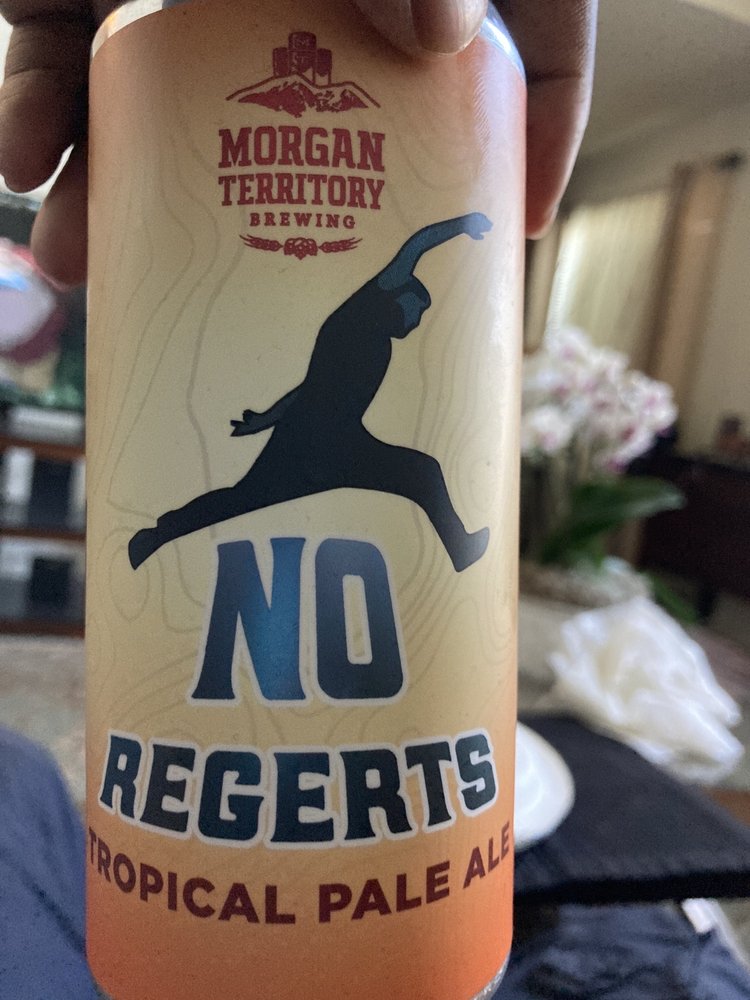 MORGAN
TERRITORY
BREWING
NO
REGERTS
TROPICAL PALE ALE